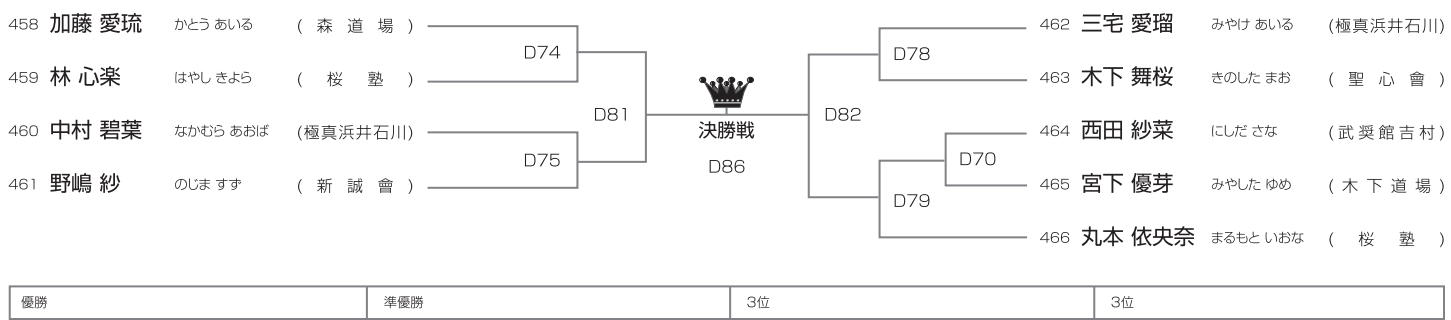 458 加藤 愛琉 かとう あいる ( 森 道 場 )
D74
459 林 心楽 はやし きよら ( 桜 塾 )
D81
460 中村 碧葉 なかむら あおば (極真浜井石川)
D75
461 野嶋 紗 のじま すず ( 新 誠 會 )
決勝戦
D86
462 三宅 愛瑠 みやけ あいる (極真浜井石川)
D78
463 木下 舞桜 きのした まお ( 聖 心 會 )
D82
464 西田 紗菜 にしだ さな (武奨館吉村)
D70
465 宮下 優芽 みやした ゆめ ( 木 下 道 場 )
D79
466 丸本 依央奈 まるもと いおな ( 桜 塾 )
優勝 準優勝 3位 3位